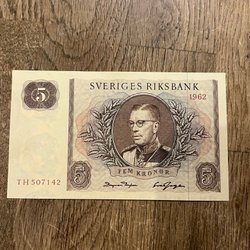 SVERIGES RIKSBANK
5
1962
FEM KRONOR
TH507142
5